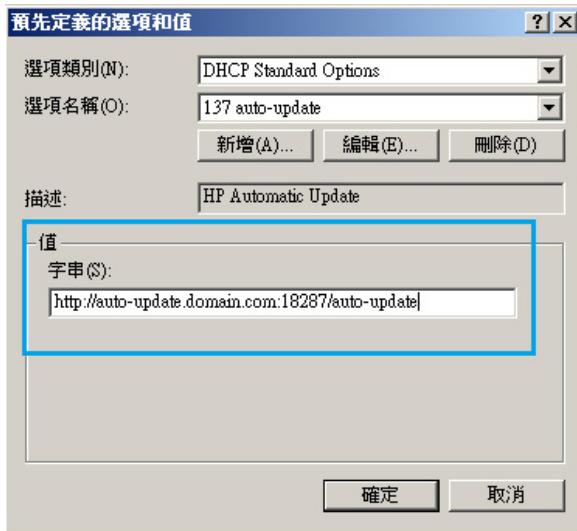 預先定義的選項和值
選項類別(N): DHCP Standard Options
選項名稱(O): 137 auto-update
新增(A)... 編輯(E)... 刪除(D)
描述: HP Automatic Update
值
字串(S):
http://auto-update.domain.com:18287/auto-update
確定 取消